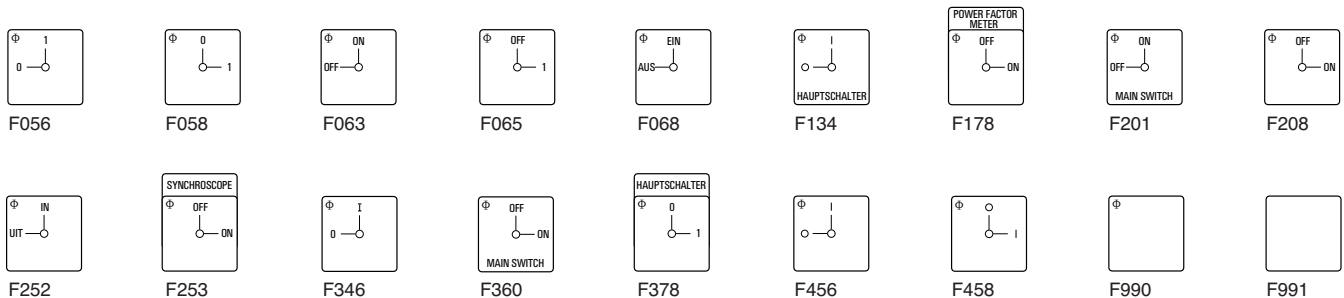 Φ 1
0
F056
Φ 0
1
F058
Φ ON
OFF
F063
Φ OFF
1
F065
Φ EIN
AUS
F068
Φ I
O
HAUPTSCHALTER
F134
POWER FACTOR
METER
Φ OFF
ON
F178
Φ ON
OFF
MAIN SWITCH
F201
Φ OFF
ON
F208
Φ IN
UIT
F252
SYNCHROSCOPE
Φ OFF
ON
F253
Φ I
0
F346
Φ OFF
ON
MAIN SWITCH
F360
HAUPTSCHALTER
Φ 0
1
F378
Φ I
O
F456
Φ O
I
F458
Φ
F990
F991